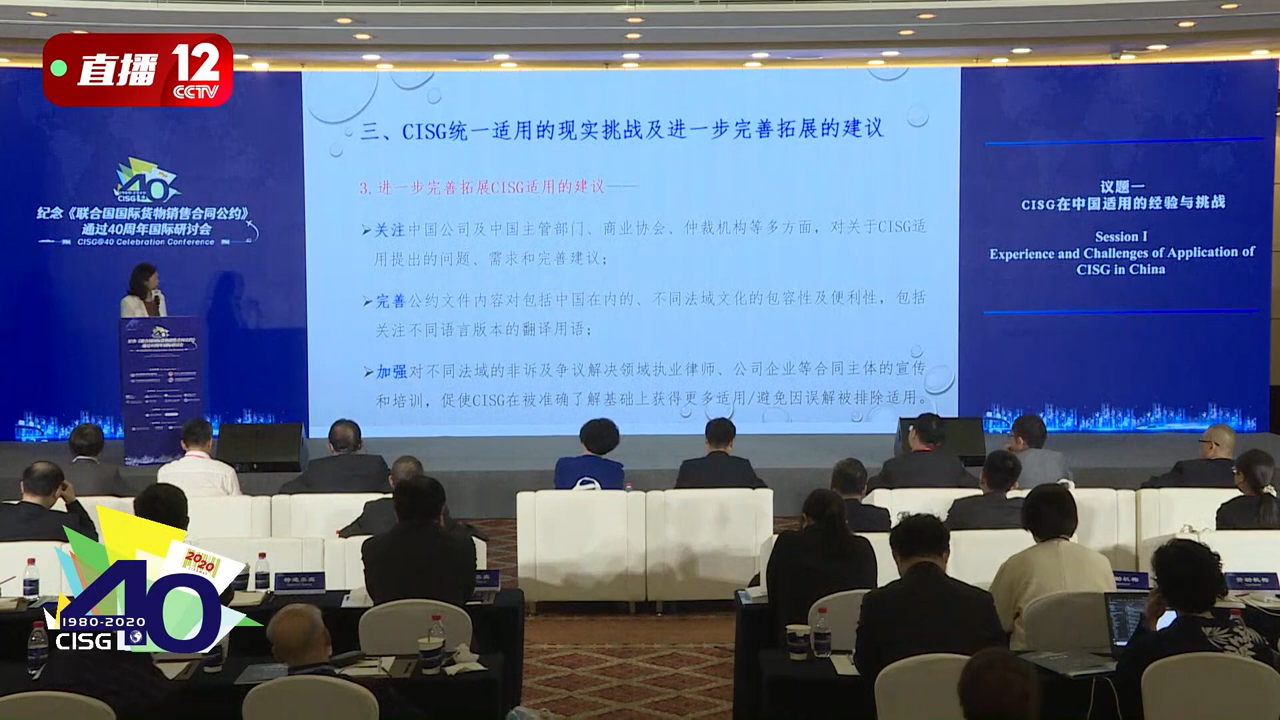 直播 12
CCTV
三、CISG统一适用的现实挑战及进一步完善拓展的建议
3.进一步完善拓展CISG适用的建议——
➢关注中国公司及中国主管部门、商业协会、仲裁机构等多方面，对关于CISG适
用提出的问题、需求和完善建议；
➢完善公约文件内容对包括中国在内的、不同法域文化的包容性及便利性，包括
关注不同语言版本的翻译用语；
➢加强对不同法域的非诉及争议解决领域执业律师、公司企业等合同主体的宣传
和培训，促使CISG在被准确了解基础上获得更多适用/避免因误解被排除适用。
1980-2020
CISG 40
纪念《联合国国际货物销售合同公约》
通过40周年国际研讨会
CISG@40 Celebration Conference
议题一
CISG在中国适用的经验与挑战
Session I
Experience and Challenges of Application of
CISG in China
特邀嘉宾
2020
40
1980-2020
CISG